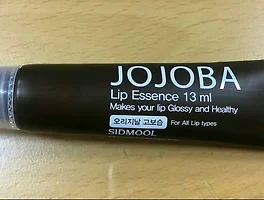 JOJOBA
Lip Essence 13 ml
Makes your lip Glossy and Healthy
오리지날 고보습 For All Lip types
SIDMOOL